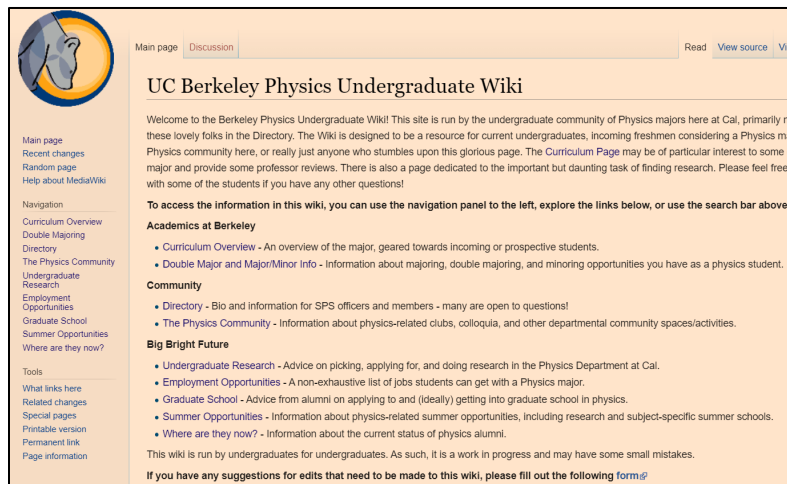 Main page
Discussion
Read
View source
UC Berkeley Physics Undergraduate Wiki
Welcome to the Berkeley Physics Undergraduate Wiki! This site is run by the undergraduate community of Physics majors here at Cal, primarily
these lovely folks in the Directory. The Wiki is designed to be a resource for current undergraduates, incoming freshmen considering a Physics
Physics community here, or really just anyone who stumbles upon this glorious page. The Curriculum Page may be of particular interest to some
major and provide some professor reviews. There is also a page dedicated to the important but daunting task of finding research. Please feel free
with some of the students if you have any other questions!
To access the information in this wiki, you can use the navigation panel to the left, explore the links below, or use the search bar above
Academics at Berkeley
• Curriculum Overview - An overview of the major, geared towards incoming or prospective students.
• Double Major and Major/Minor Info - Information about majoring, double majoring, and minoring opportunities you have as a physics student.
Community
• Directory - Bio and information for SPS officers and members - many are open to questions!
• The Physics Community - Information about physics-related clubs, colloquia, and other departmental community spaces/activities.
Big Bright Future
• Undergraduate Research - Advice on picking, applying for, and doing research in the Physics Department at Cal.
• Employment Opportunities - A non-exhaustive list of jobs students can get with a Physics major.
• Graduate School - Advice from alumni on applying to and (ideally) getting into graduate school in physics.
• Summer Opportunities - Information about physics-related summer opportunities, including research and subject-specific summer schools.
• Where are they now? - Information about the current status of physics alumni.
This wiki is run by undergraduates for undergraduates. As such, it is a work in progress and may have some small mistakes.
If you have any suggestions for edits that need to be made to this wiki, please fill out the following form
Main page
Recent changes
Random page
Help about MediaWiki
Navigation
Curriculum Overview
Double Majoring
Directory
The Physics Community
Undergraduate
Research
Employment
Opportunities
Graduate School
Summer Opportunities
Where are they now?
Tools
What links here
Related changes
Special pages
Printable version
Permanent link
Page information